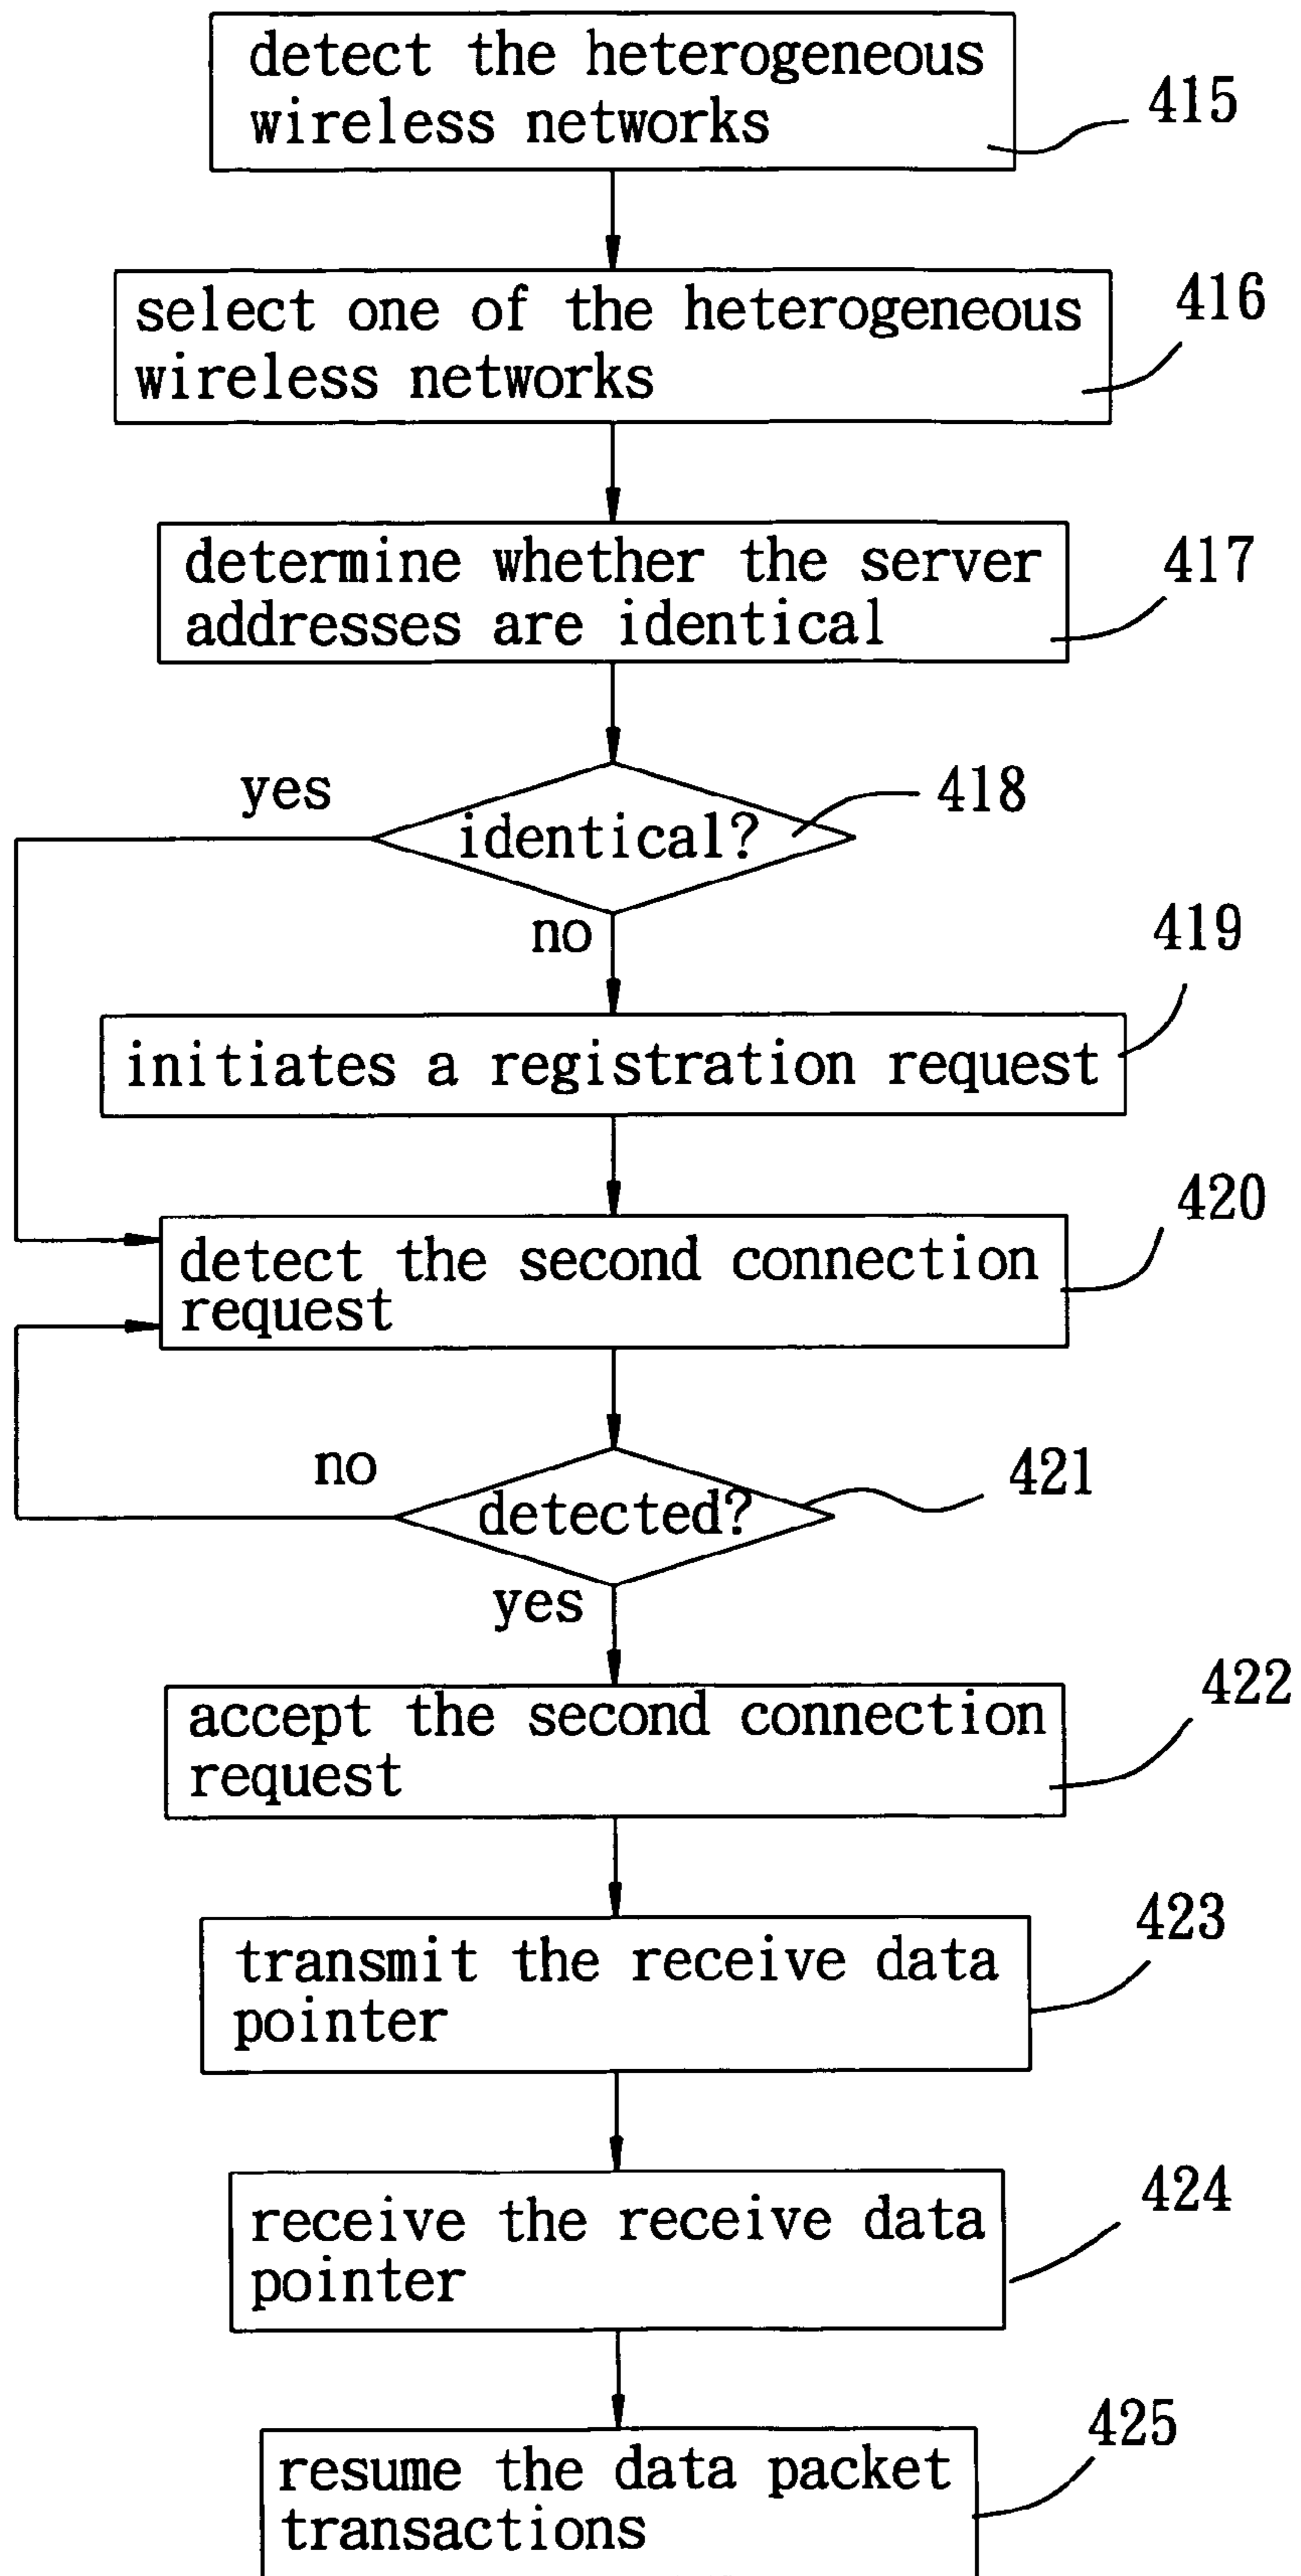 detect the heterogeneous
wireless networks
415
select one of the heterogeneous
wireless networks
416
determine whether the server
addresses are identical
417
yes
identical?
418
no
419
initiates a registration request
420
detect the second connection
request
no
detected?
421
yes
422
accept the second connection
request
423
transmit the receive data
pointer
424
receive the receive data
pointer
425
resume the data packet
transactions